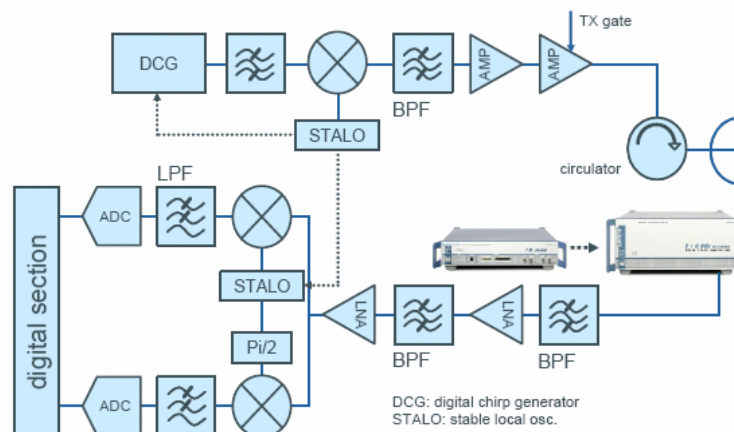 TX gate
DCG
AMP
AMP
BPF
STALO
circulator
LPF
ADC
digital section
STALO
LNA
LNA
BPF
BPF
Pi/2
ADC
DCG: digital chirp generator
STALO: stable local osc.